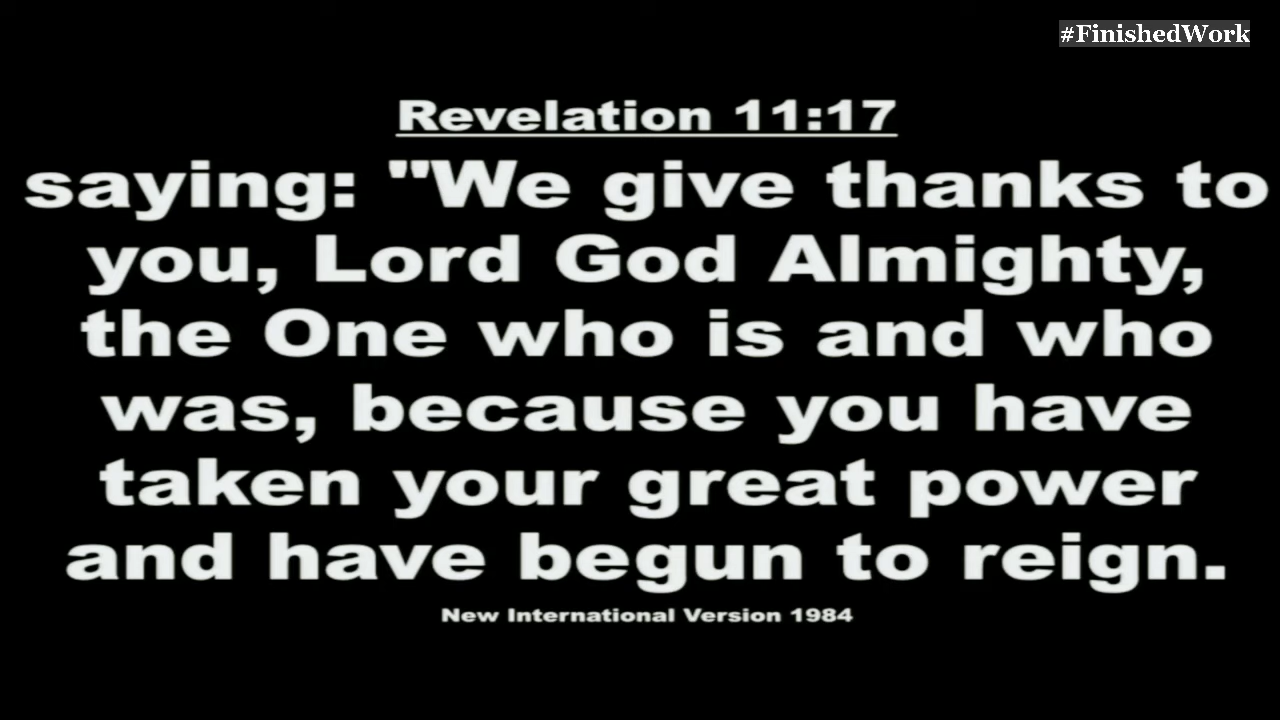 #FinishedWork
Revelation 11:17
saying: "We give thanks to
you, Lord God Almighty,
the One who is and who
was, because you have
taken your great power
and have begun to reign.
New International Version 1984